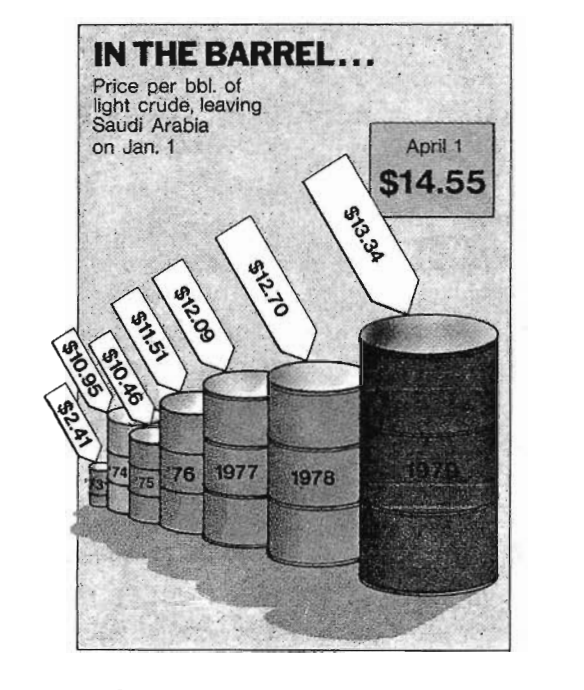 IN THE BARREL...
Price per bbl. of
light crude, leaving
Saudi Arabia
on Jan. 1
April 1
$14.55
$2.41
$10.95
$10.46
$11.51
$12.09
$12.70
$13.34
'73
'74
'75
'76
1977
1978
1979